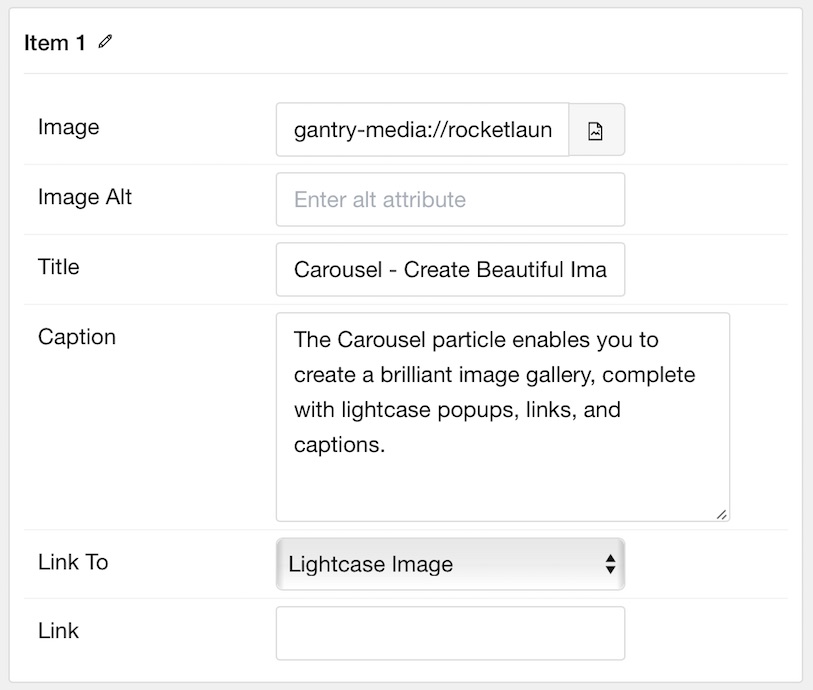 Item 1
Image
gantry-media://rocketlaun
Image Alt
Enter alt attribute
Title
Carousel - Create Beautiful Ima
Caption
The Carousel particle enables you to
create a brilliant image gallery, complete
with lightcase popups, links, and
captions.
Link To
Lightcase Image
Link